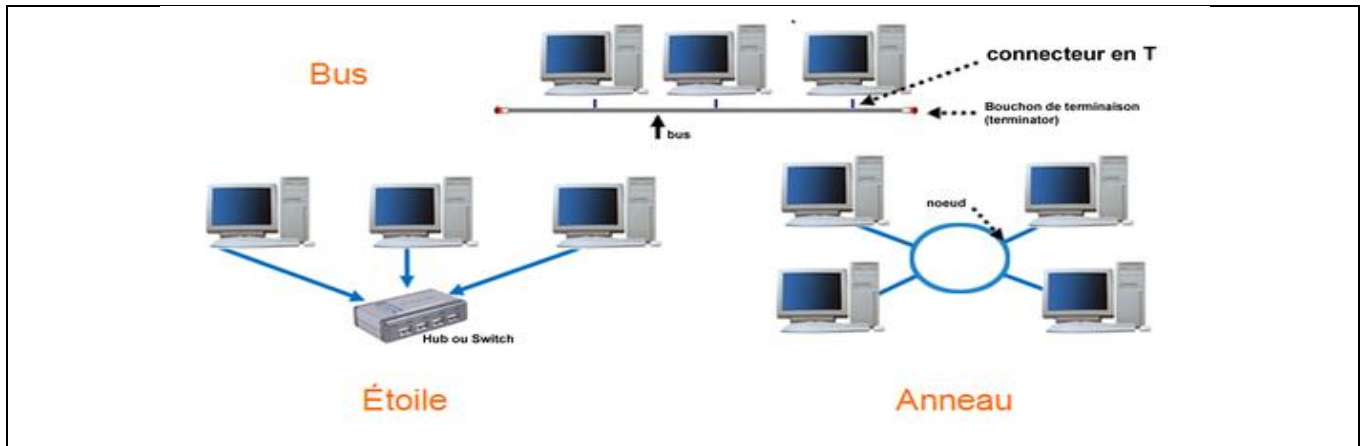 Bus
connecteur en T
Bouchon de terminaison
(terminator)
bus
noeud
Hub ou Switch
Étoile
Anneau